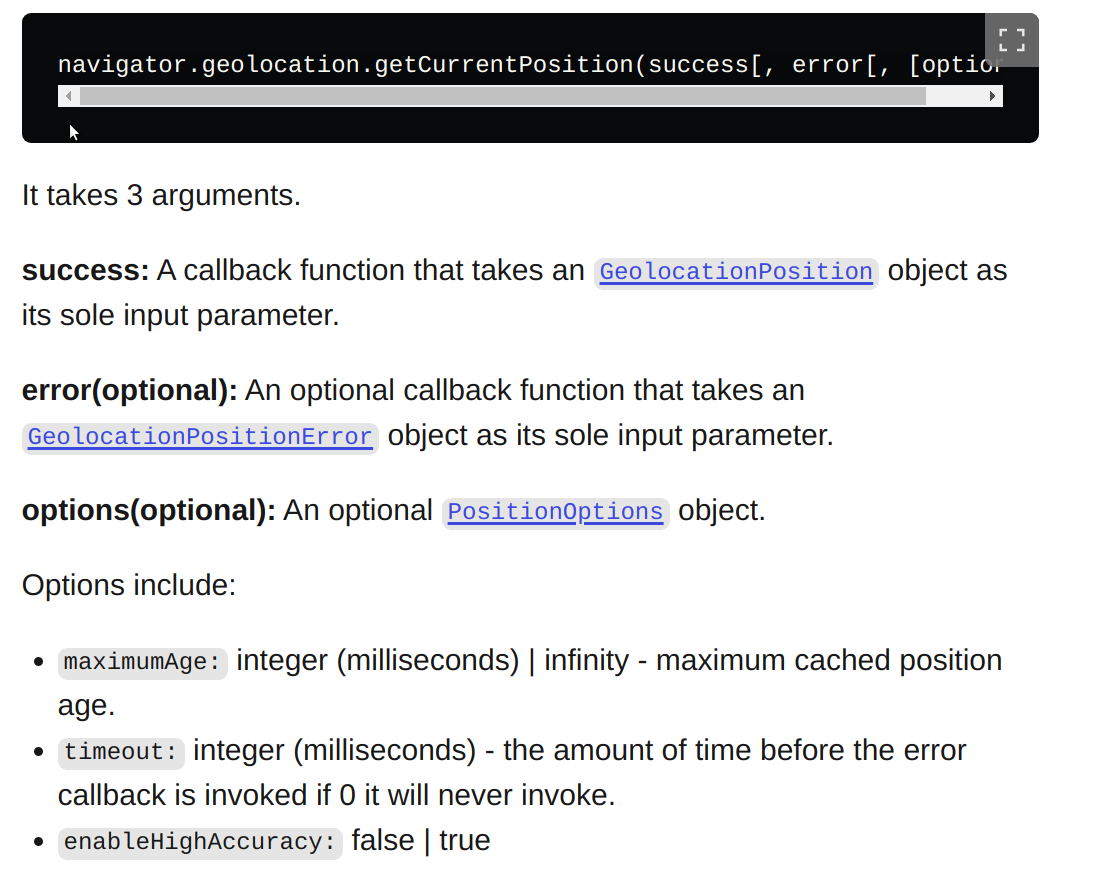 navigator.geolocation.getCurrentPosition(success[, error[, [option
It takes 3 arguments.
success: A callback function that takes an GeolocationPosition object as
its sole input parameter.
error(optional): An optional callback function that takes an
GeolocationPositionError object as its sole input parameter.
options(optional): An optional PositionOptions object.
Options include:
maximumAge: integer (milliseconds) | infinity - maximum cached position
age.
timeout: integer (milliseconds) - the amount of time before the error
callback is invoked if 0 it will never invoke.
enableHighAccuracy: false | true